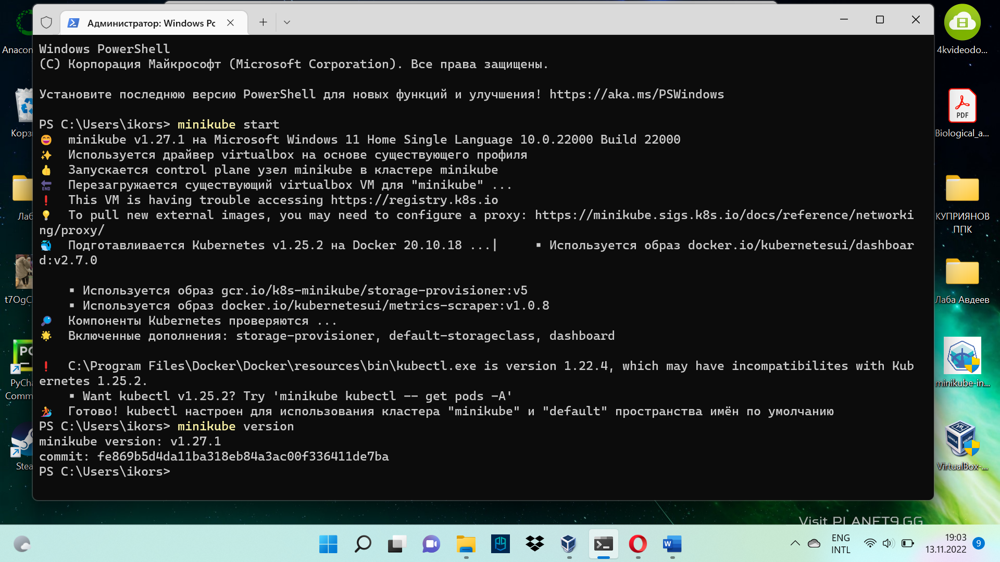 Администратор: Windows Pc
Windows PowerShell
(C) Корпорация Майкрософт (Microsoft Corporation). Все права защищены.
Установите последнюю версию PowerShell для новых функций и улучшения! https://aka.ms/PSWindows
PS C:\Users\ikors> minikube start
minikube v1.27.1 на Microsoft Windows 11 Home Single Language 10.0.22000 Build 22000
Используется драйвер virtualbox на основе существующего профиля
Запускается control plane узел minikube в кластере minikube
END Перезагружается существующий virtualbox VM для "minikube" ...
❗ This VM is having trouble accessing https://registry.k8s.io
To pull new external images, you may need to configure a proxy: https://minikube.sigs.k8s.io/docs/reference/networki
ng/proxy/
Подготавливается Kubernetes v1.25.2 на Docker 20.10.18 ...| ▪ Используется образ docker.io/kubernetesui/dashboar
d:v2.7.0
▪ Используется образ gcr.io/k8s-minikube/storage-provisioner:v5
▪ Используется образ docker.io/kubernetesui/metrics-scraper:v1.0.8
Компоненты Kubernetes проверяются ...
Включенные дополнения: storage-provisioner, default-storageclass, dashboard
❗ C:\Program Files\Docker\Docker\resources\bin\kubectl.exe is version 1.22.4, which may have incompatibilites with Kub
ernetes 1.25.2.
▪ Want kubectl v1.25.2? Try 'minikube kubectl -- get pods -A'
Готово! kubectl настроен для использования кластера "minikube" и "default" пространства имён по умолчанию
PS C:\Users\ikors> minikube version
minikube version: v1.27.1
commit: fe869b5d4da11ba318eb84a3ac00f336411de7ba
PS C:\Users\ikors>
Anacon
Корз
Лаб
t7OgC
PC
PyCha
Comm
Stea
4kvideodo...
PDF
Biological_a...
КУПРИЯНОВ
ППК
Лаба Авдеев
minikube-in...
VirtualBox-...
Visit PLANET9.GG
W
ENG
INTL
19:03
13.11.2022
9